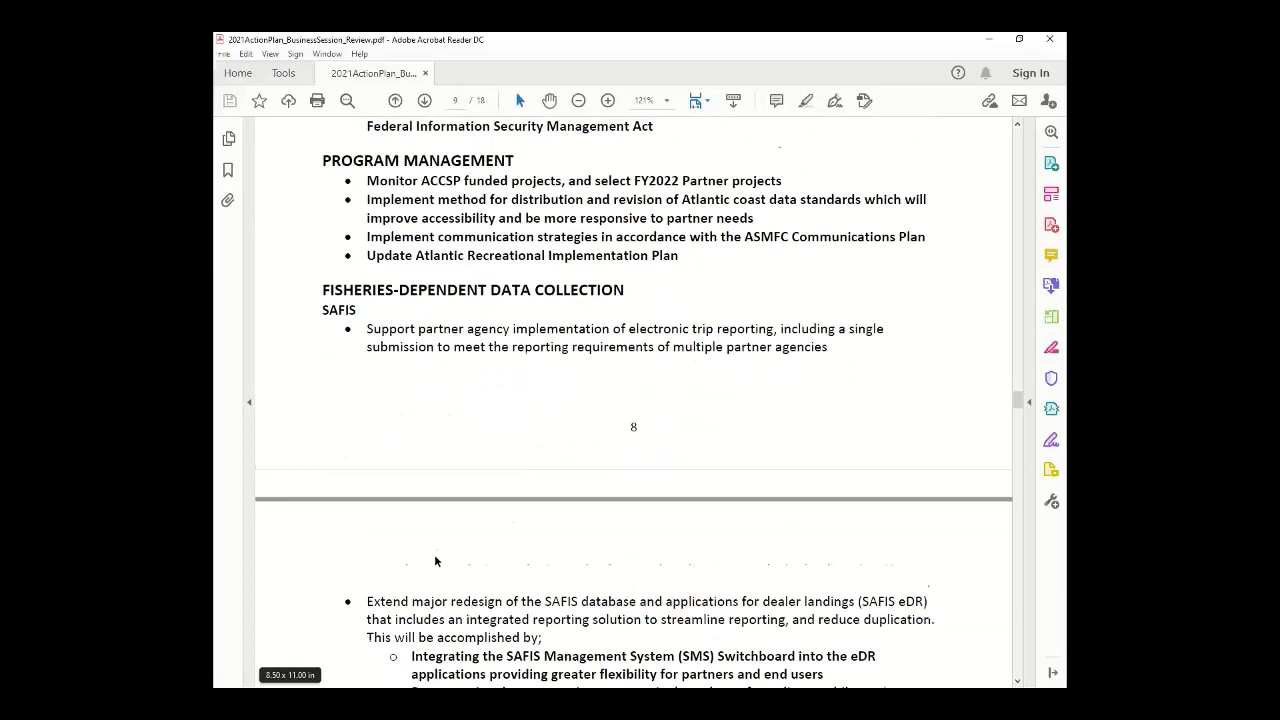 2021ActionPlan_BusinessSession_Review.pdf - Adobe Acrobat Reader DC
File Edit View Sign Window Help
Home Tools 2021ActionPlan_Bu... × Sign In
9 / 18 121%
Federal Information Security Management Act
PROGRAM MANAGEMENT
• Monitor ACCSP funded projects, and select FY2022 Partner projects
• Implement method for distribution and revision of Atlantic coast data standards which will
improve accessibility and be more responsive to partner needs
• Implement communication strategies in accordance with the ASMFC Communications Plan
• Update Atlantic Recreational Implementation Plan
FISHERIES-DEPENDENT DATA COLLECTION
SAFIS
• Support partner agency implementation of electronic trip reporting, including a single
submission to meet the reporting requirements of multiple partner agencies
8
• Extend major redesign of the SAFIS database and applications for dealer landings (SAFIS eDR)
that includes an integrated reporting solution to streamline reporting, and reduce duplication.
This will be accomplished by;
o Integrating the SAFIS Management System (SMS) Switchboard into the eDR
applications providing greater flexibility for partners and end users
8.50 x 11.00 in